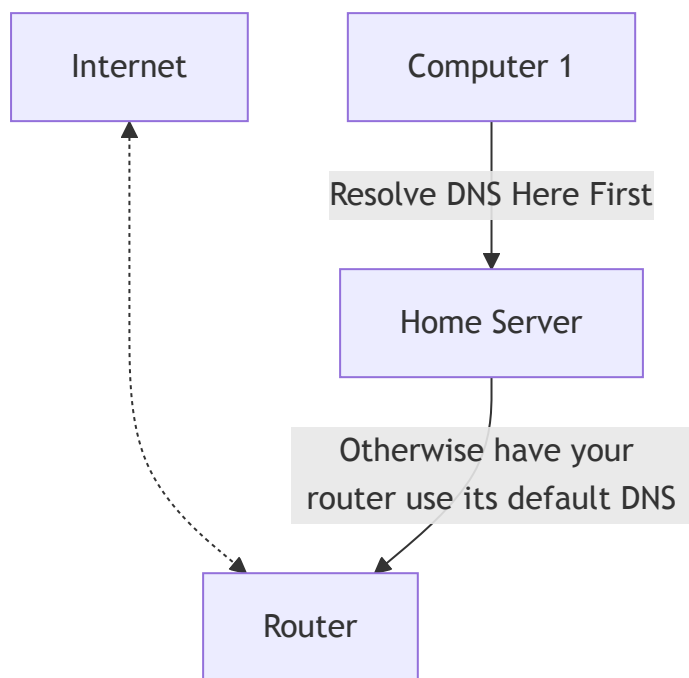 Internet
Computer 1
Resolve DNS Here First
Home Server
Otherwise have your
router use its default DNS
Router